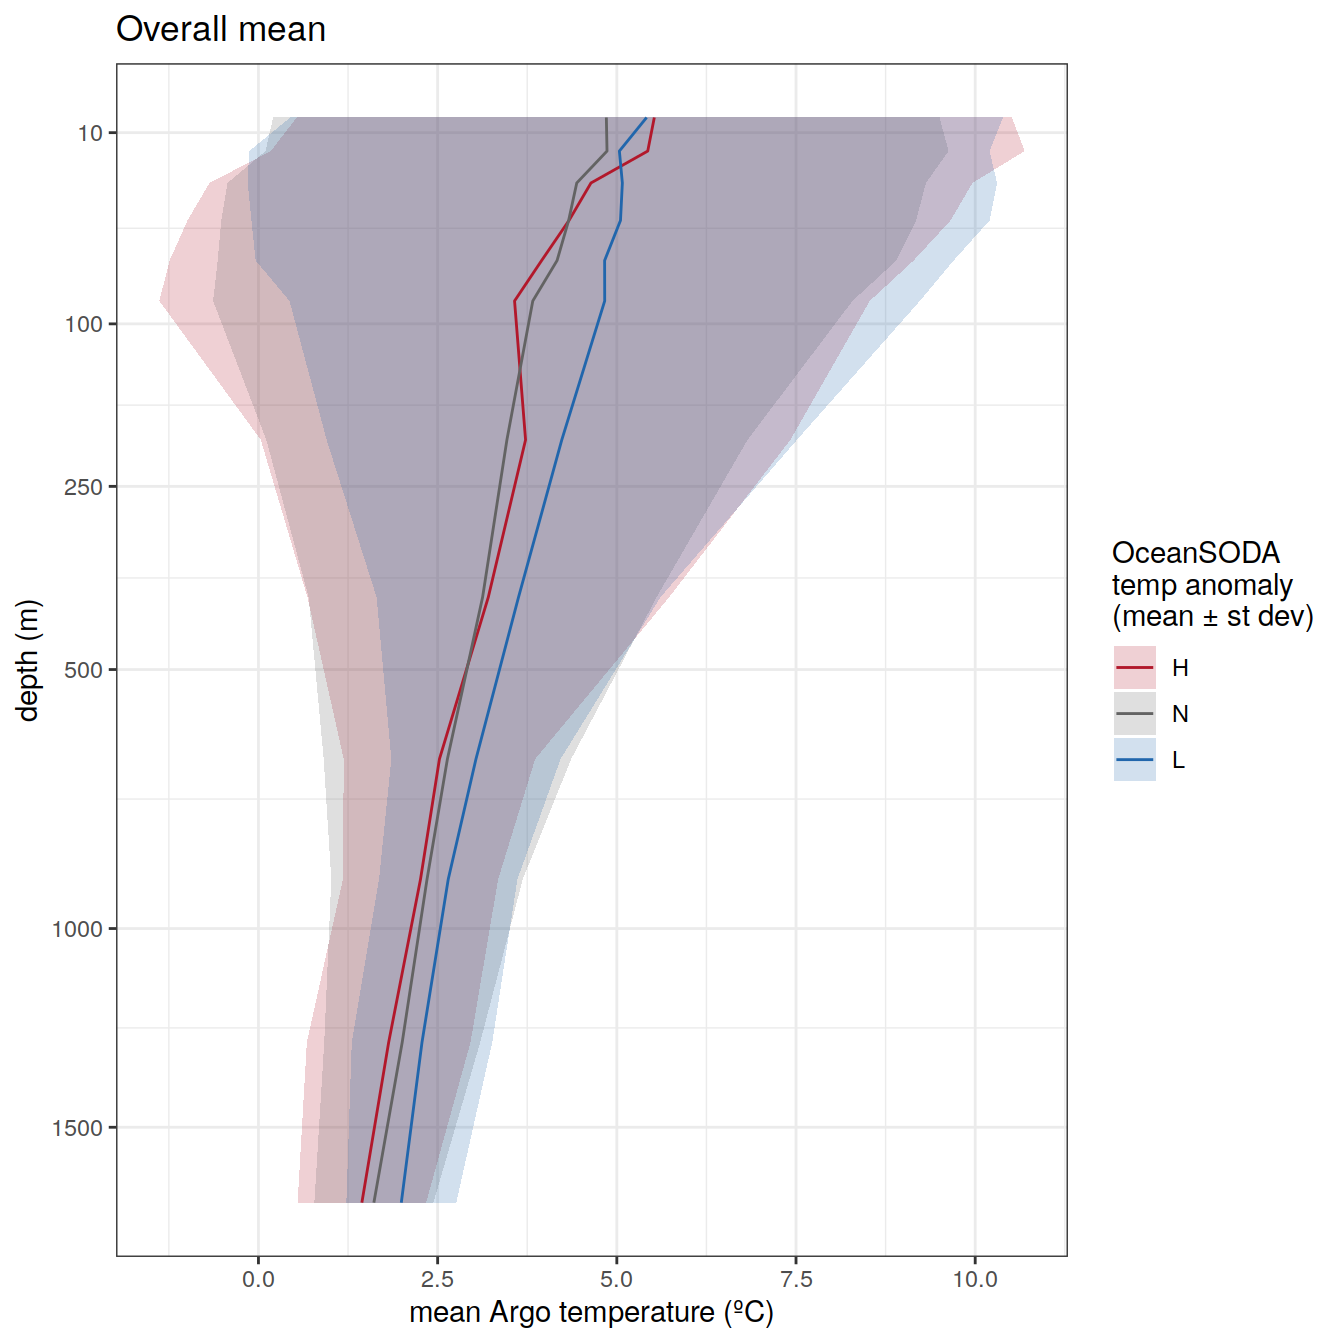 Overall mean
10
100
250
500
1000
1500
depth (m)
0.0
2.5
5.0
7.5
10.0
mean Argo temperature (ºC)
OceanSODA
temp anomaly
(mean ± st dev)
H
N
L